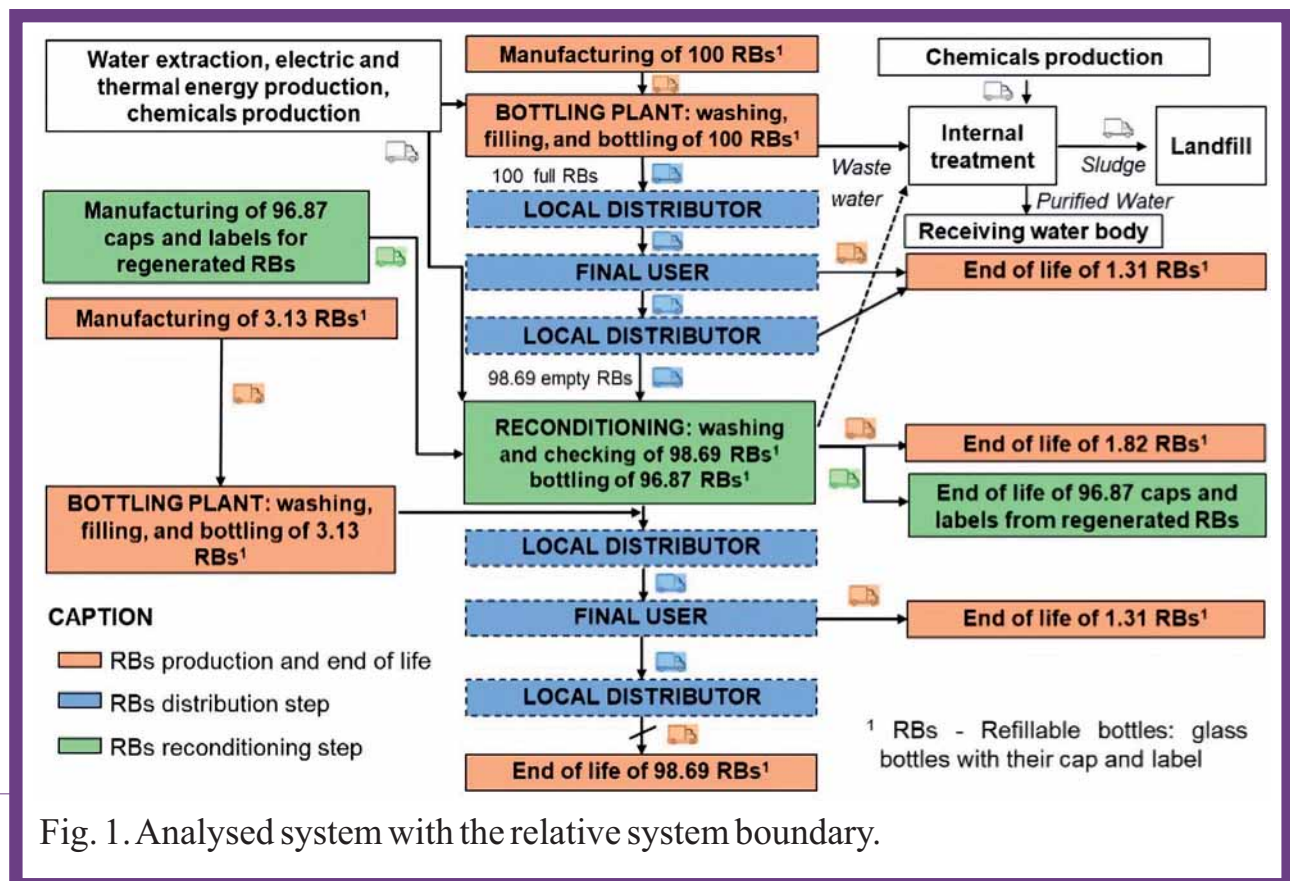 Water extraction, electric and
thermal energy production,
chemicals production
Manufacturing of 100 RBs¹
Chemicals production
BOTTLING PLANT: washing,
filling, and bottling of 100 RBs¹
Internal
treatment
Sludge
Landfill
Waste
water
100 full RBs
Purified Water
Receiving water body
Manufacturing of 96.87
caps and labels for
regenerated RBs
LOCAL DISTRIBUTOR
FINAL USER
End of life of 1.31 RBs¹
Manufacturing of 3.13 RBs¹
LOCAL DISTRIBUTOR
98.69 empty RBs
RECONDITIONING: washing
and checking of 98.69 RBs¹
bottling of 96.87 RBs¹
End of life of 1.82 RBs¹
End of life of 96.87 caps and
labels from regenerated RBs
BOTTLING PLANT: washing,
filling, and bottling of 3.13
RBs¹
LOCAL DISTRIBUTOR
FINAL USER
End of life of 1.31 RBs¹
LOCAL DISTRIBUTOR
End of life of 98.69 RBs¹
CAPTION
RBs production and end of life
RBs distribution step
RBs reconditioning step
¹ RBs - Refillable bottles: glass
bottles with their cap and label
Fig. 1. Analysed system with the relative system boundary.